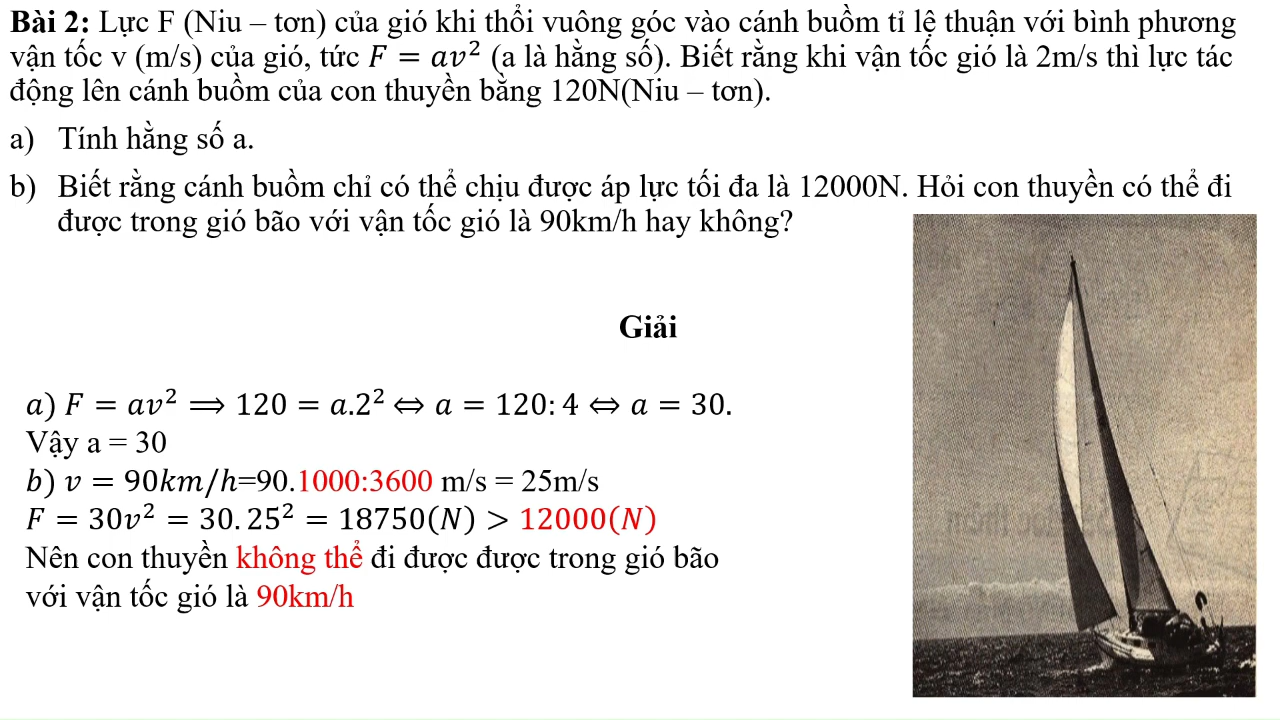 Bài 2: Lực F (Niu – tơn) của gió khi thổi vuông góc vào cánh buồm tỉ lệ thuận với bình phương
vận tốc v (m/s) của gió, tức F = av² (a là hằng số). Biết rằng khi vận tốc gió là 2m/s thì lực tác
động lên cánh buồm của con thuyền bằng 120N(Niu – tơn).
a) Tính hằng số a.
b) Biết rằng cánh buồm chỉ có thể chịu được áp lực tối đa là 12000N. Hỏi con thuyền có thể đi
được trong gió bão với vận tốc gió là 90km/h hay không?
Giải
a) F = av² ⟹ 120 = a.2² ⇔ a = 120: 4 ⇔ a = 30.
Vậy a = 30
b) v = 90km/h=90.1000:3600 m/s = 25m/s
F = 30v² = 30. 25² = 18750(N) > 12000(N)
Nên con thuyền không thể đi được được trong gió bão
với vận tốc gió là 90km/h